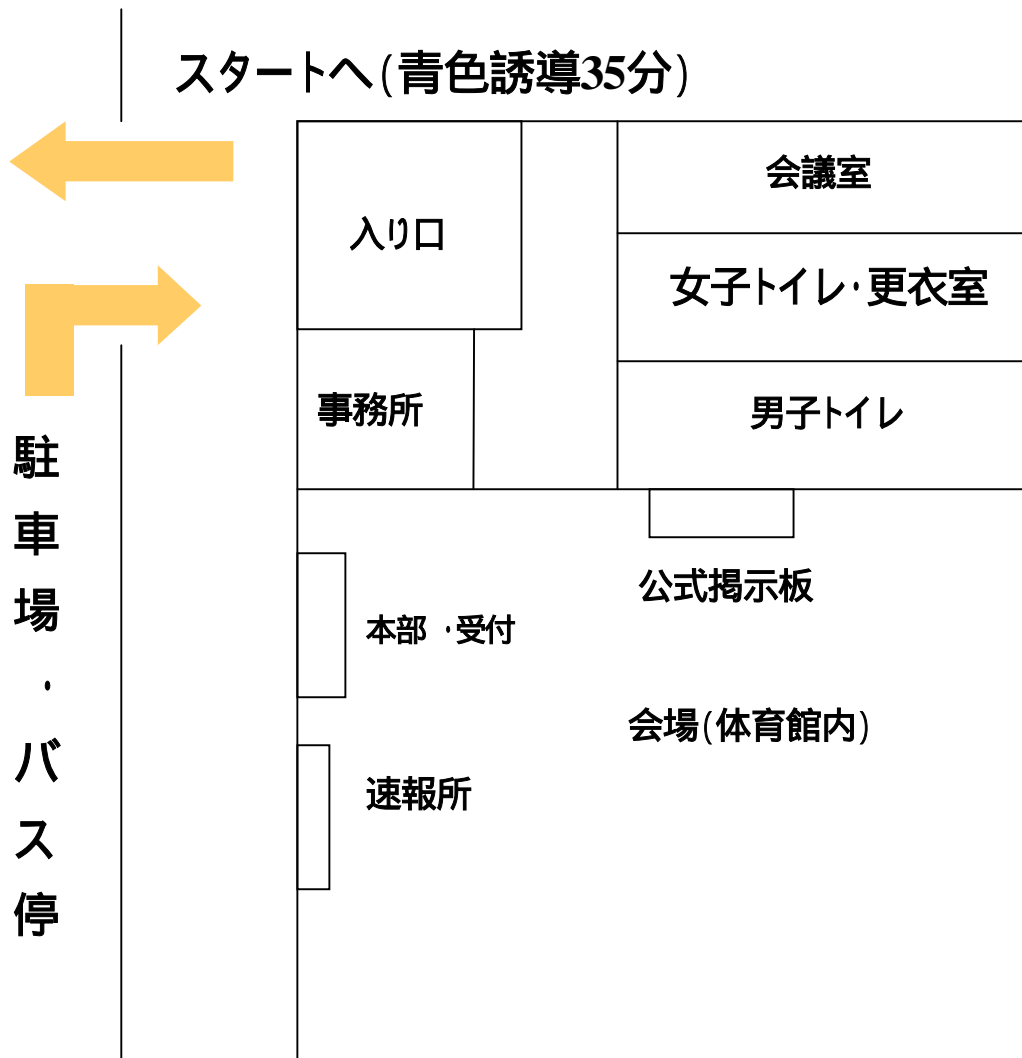 スタートへ(青色誘導35分)
会議室
入り口
女子トイレ・更衣室
事務所
男子トイレ
駐車場・バス停
公式掲示板
本部・受付
会場(体育館内)
速報所